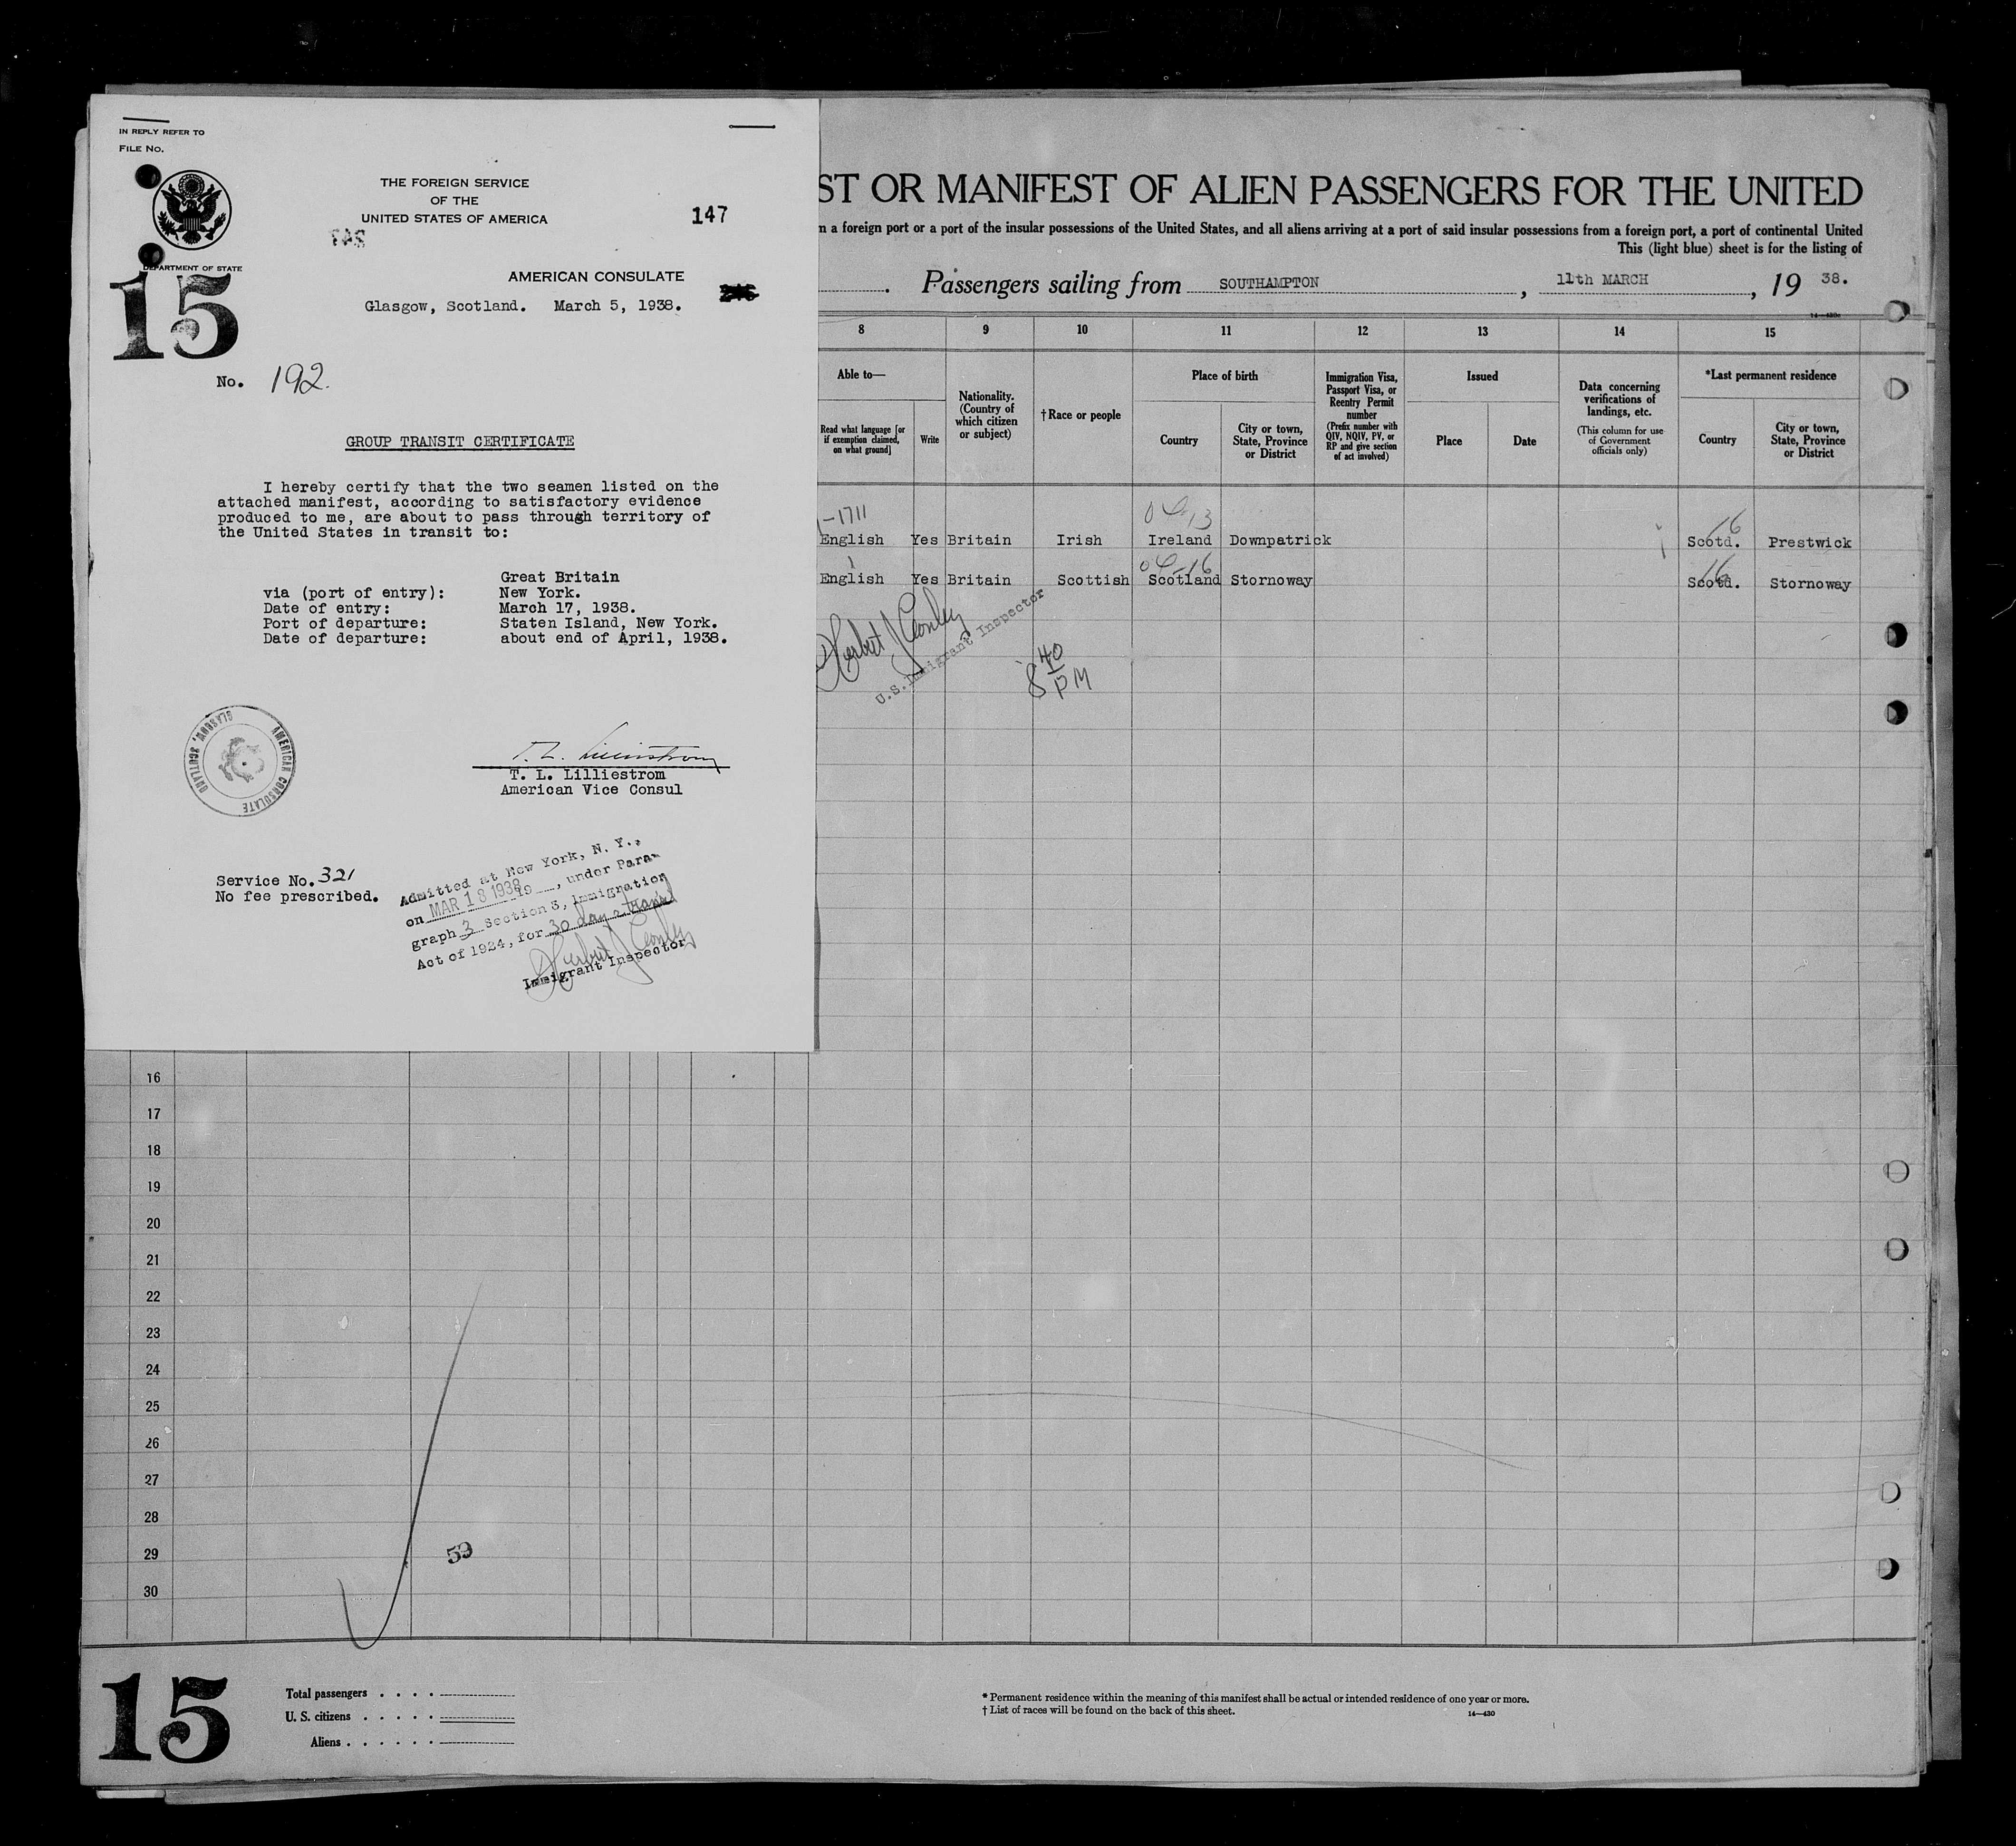 IN REPLY REFER TO
FILE NO.
THE FOREIGN SERVICE
OF THE
UNITED STATES OF AMERICA
147
DEPARTMENT OF STATE
15
AMERICAN CONSULATE
Glasgow, Scotland. March 5, 1938.
No. 192.
GROUP TRANSIT CERTIFICATE
I hereby certify that the two seamen listed on the
attached manifest, according to satisfactory evidence
produced to me, are about to pass through territory of
the United States in transit to:
Great Britain
via (port of entry): New York.
Date of entry: March 17, 1938.
Port of departure: Staten Island, New York.
Date of departure: about end of April, 1938.
AMERICAN CONSULATE
GLASGOW, SCOTLAND
T. L. Lilliestrom
T. L. Lilliestrom
American Vice Consul
Service No. 321
No fee prescribed.
Admitted at New York, N. Y.,
on MAR 18 1938 19 , under Para-
graph 3 Section 3, Immigration
Act of 1924, for 30 days transit
Herbert J Conley
Immigrant Inspector
ST OR MANIFEST OF ALIEN PASSENGERS FOR THE UNITED
m a foreign port or a port of the insular possessions of the United States, and all aliens arriving at a port of said insular possessions from a foreign port, a port of continental United
This (light blue) sheet is for the listing of
. Passengers sailing from SOUTHAMPTON , 11th MARCH , 19 38.
14—430
8 9 10 11 12 13 14 15
Able to—
Read what language [or
if exemption claimed,
on what ground]
Write
Nationality.
(Country of
which citizen
or subject)
†Race or people
Place of birth
Country
City or town,
State, Province
or District
Immigration Visa,
Passport Visa, or
Reentry Permit
number
(Prefix number with
QIV, NQIV, PV, or
RP and give section
of act involved)
Issued
Place
Date
Data concerning
verifications of
landings, etc.
(This column for use
of Government
officials only)
*Last permanent residence
Country
City or town,
State, Province
or District
-1711
16
English Yes Britain Irish Ireland Downpatrick Scotd. Prestwick
16
English Yes Britain Scottish Scotland Stornoway Scotd. Stornoway
Herbert J Conley
U.S. Immigrant Inspector
8 40
PM
16
17
18
19
20
21
22
23
24
25
26
27
28
29
30
59
15
Total passengers . . . .
U. S. citizens . . . . .
Aliens . . . . . .
* Permanent residence within the meaning of this manifest shall be actual or intended residence of one year or more.
† List of races will be found on the back of this sheet.
14—430